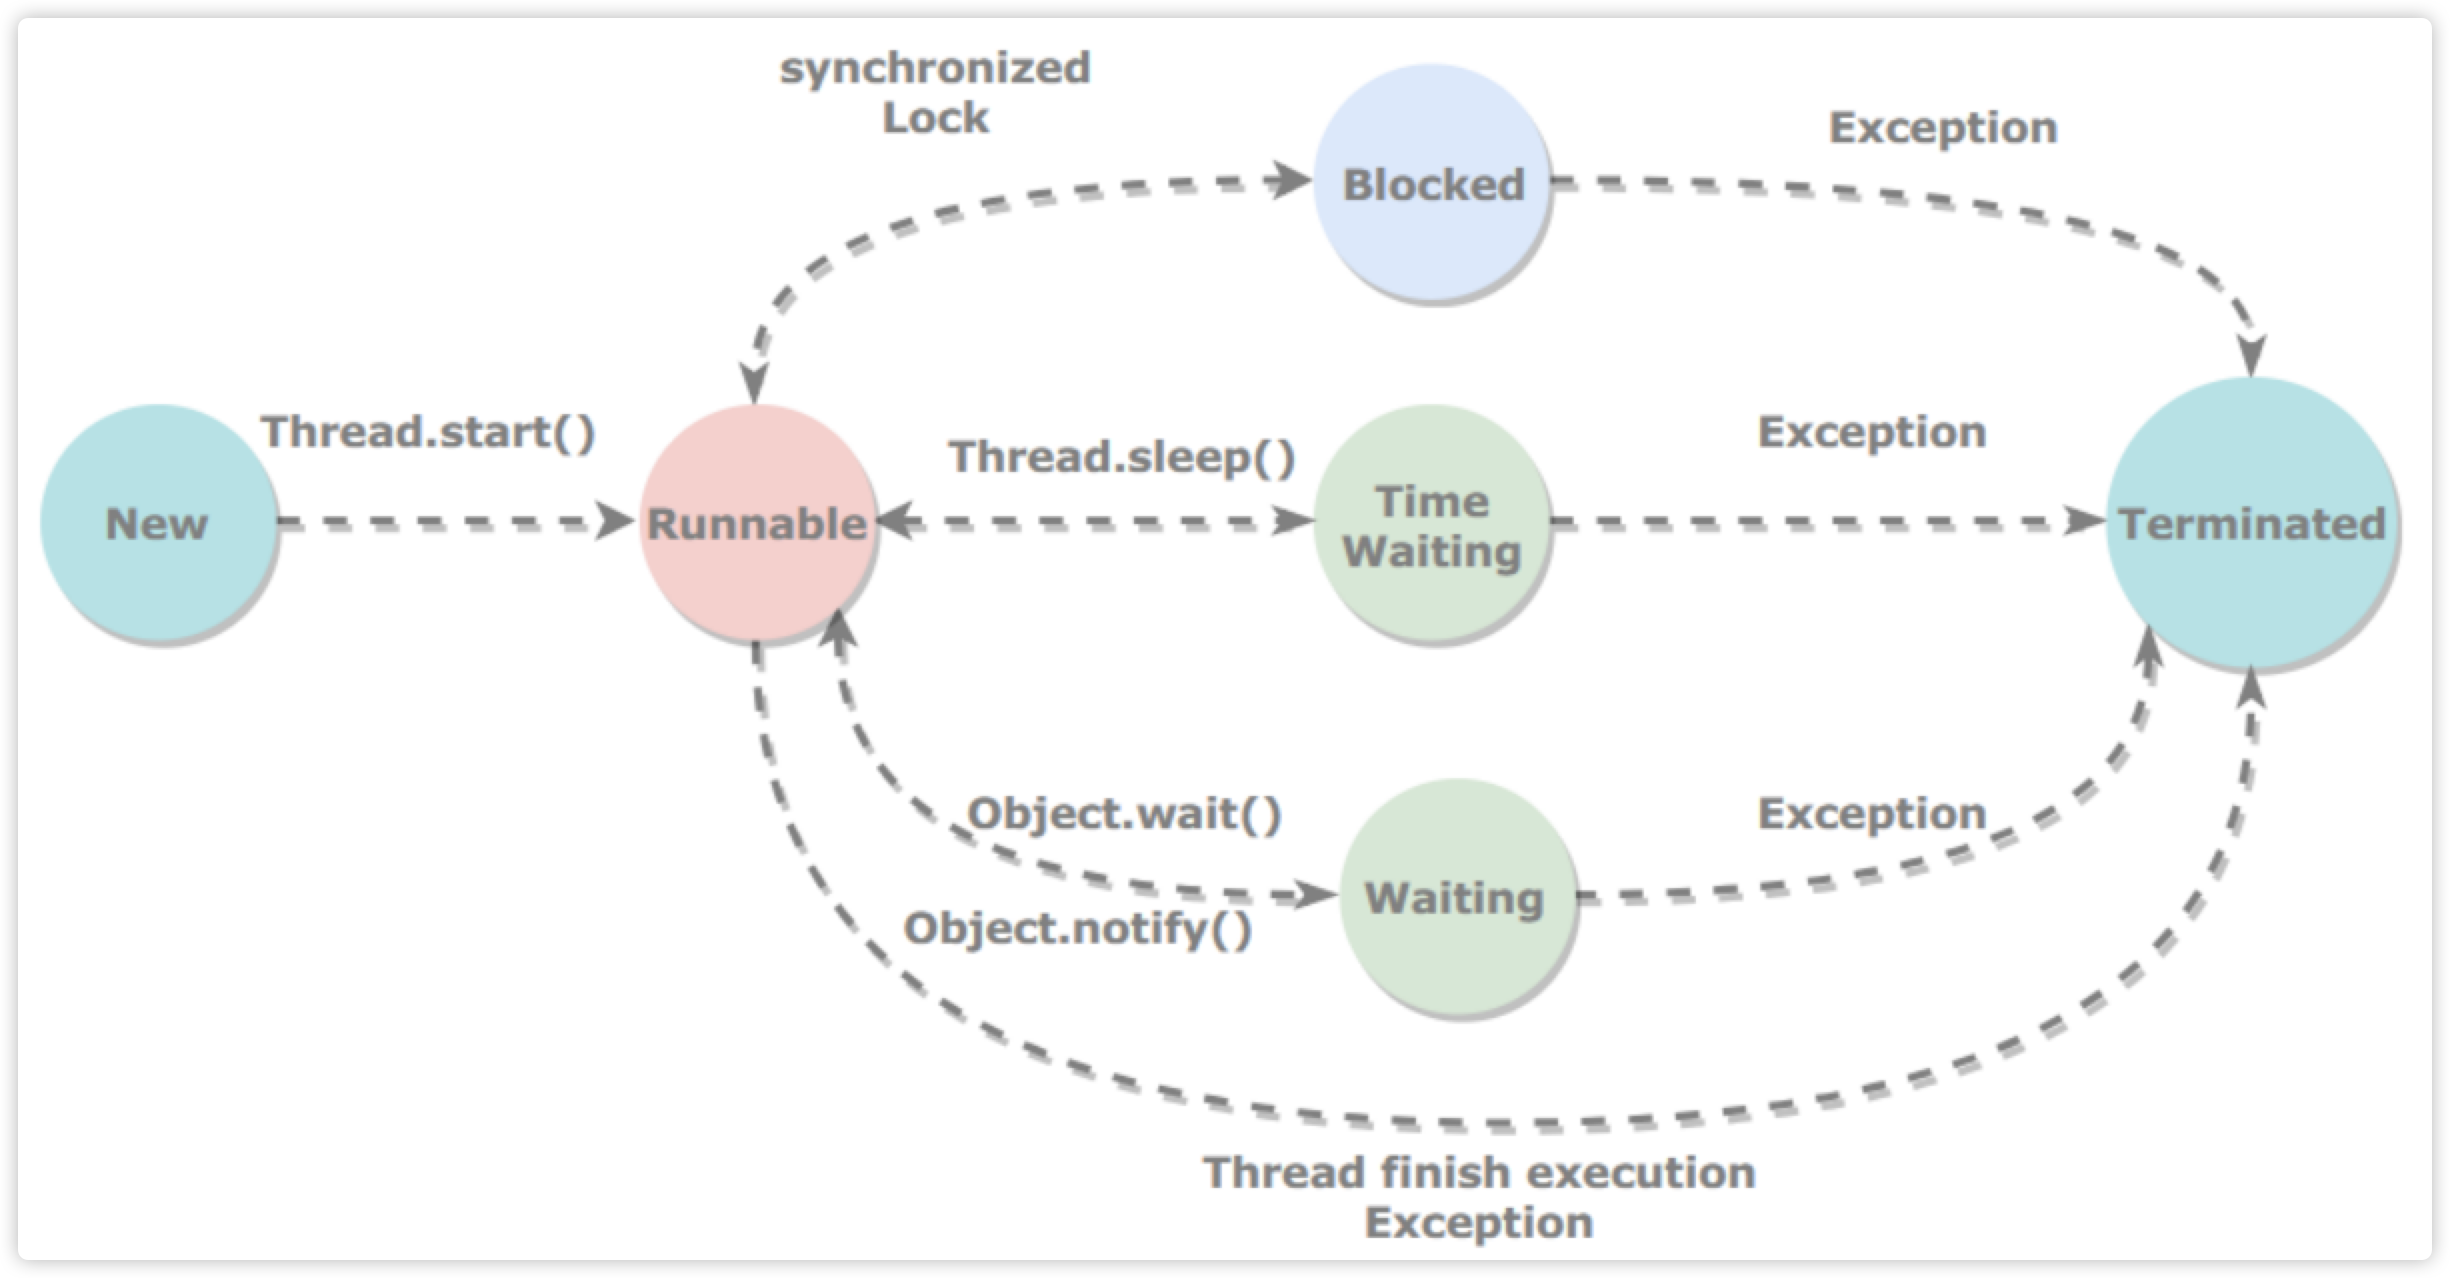 synchronized
Lock
Blocked
Exception
New
Thread.start()
Runnable
Thread.sleep()
Time
Waiting
Exception
Terminated
Object.wait()
Object.notify()
Waiting
Exception
Thread finish execution
Exception